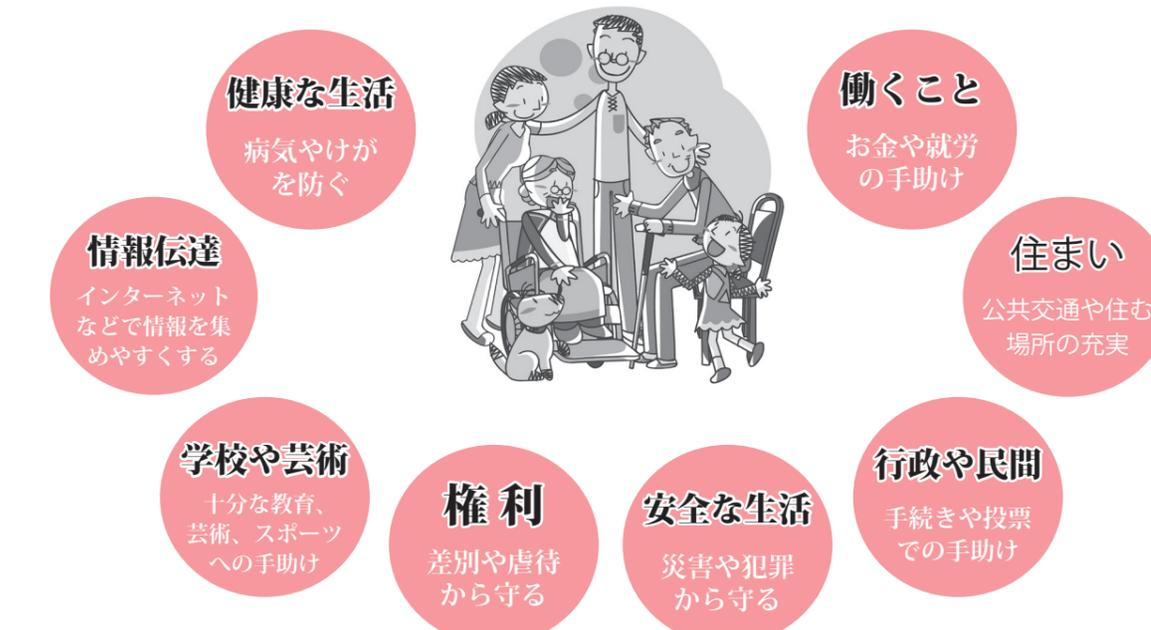 健康な生活
病気やけが
を防ぐ
働くこと
お金や就労
の手助け
情報伝達
インターネット
などで情報を集
めやすくする
住まい
公共交通や住む
場所の充実
学校や芸術
十分な教育、
芸術、スポーツ
への手助け
権利
差別や虐待
から守る
安全な生活
災害や犯罪
から守る
行政や民間
手続きや投票
での手助け